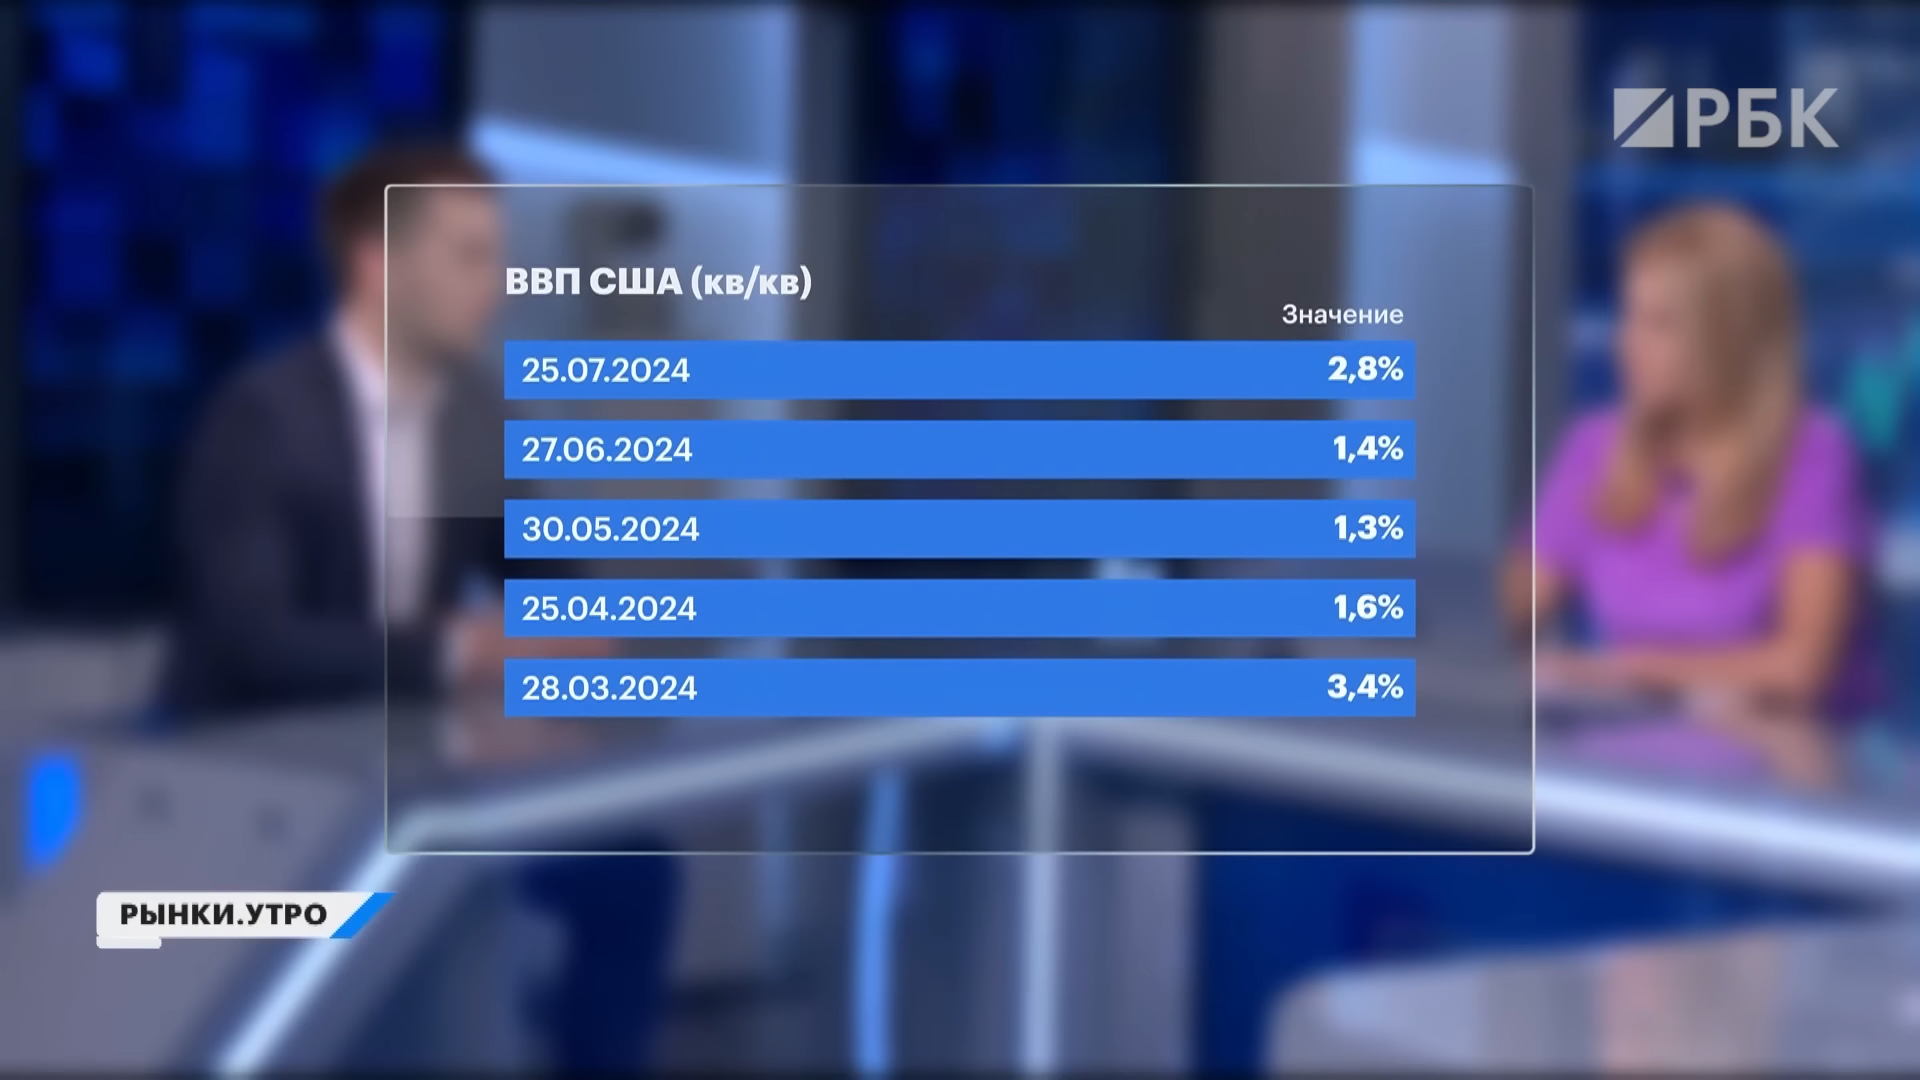 РБК
ВВП США (кв/кв)
Значение
25.07.2024 2,8%
27.06.2024 1,4%
30.05.2024 1,3%
25.04.2024 1,6%
28.03.2024 3,4%
РЫНКИ.УТРО